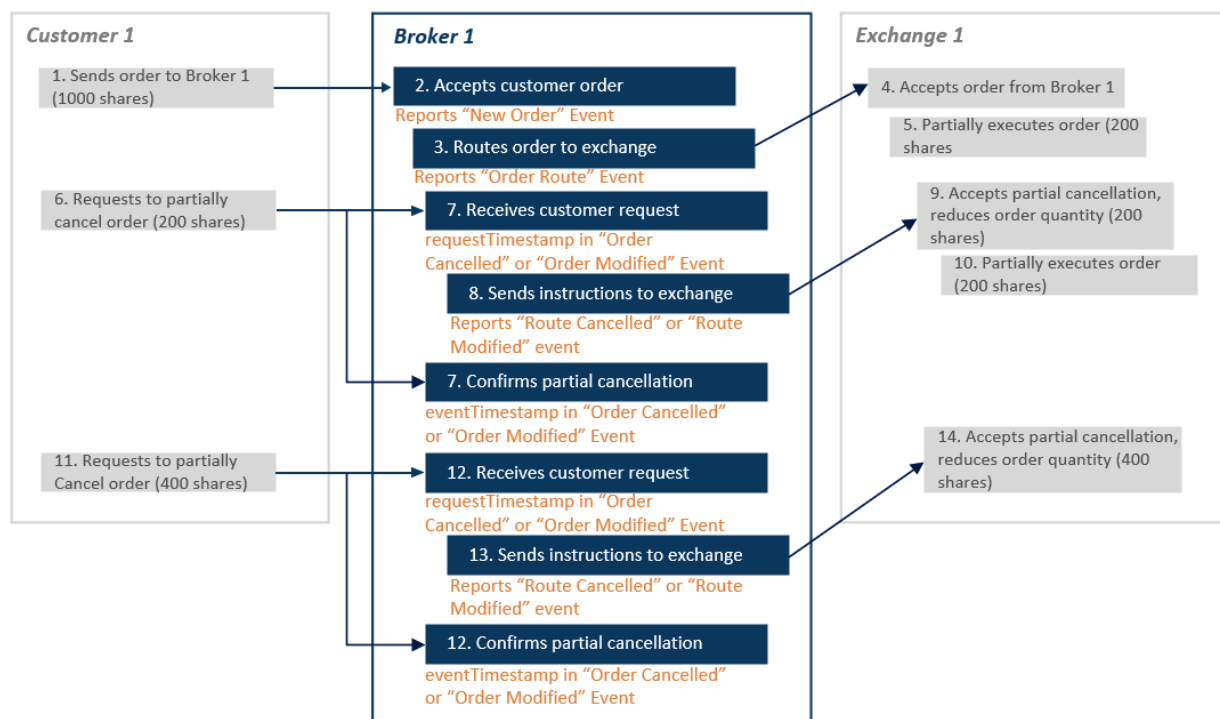 Customer 1
1. Sends order to Broker 1
(1000 shares)
6. Requests to partially
cancel order (200 shares)
11. Requests to partially
Cancel order (400 shares)
Broker 1
2. Accepts customer order
Reports “New Order” Event
3. Routes order to exchange
Reports “Order Route” Event
7. Receives customer request
requestTimestamp in “Order
Cancelled” or “Order Modified” Event
8. Sends instructions to exchange
Reports “Route Cancelled” or “Route
Modified” event
7. Confirms partial cancellation
eventTimestamp in “Order Cancelled”
or “Order Modified” Event
12. Receives customer request
requestTimestamp in “Order
Cancelled” or “Order Modified” Event
13. Sends instructions to exchange
Reports “Route Cancelled” or “Route
Modified” event
12. Confirms partial cancellation
eventTimestamp in “Order Cancelled”
or “Order Modified” Event
Exchange 1
4. Accepts order from Broker 1
5. Partially executes order (200
shares
9. Accepts partial cancellation,
reduces order quantity (200
shares)
10. Partially executes order
(200 shares)
14. Accepts partial cancellation,
reduces order quantity (400
shares)